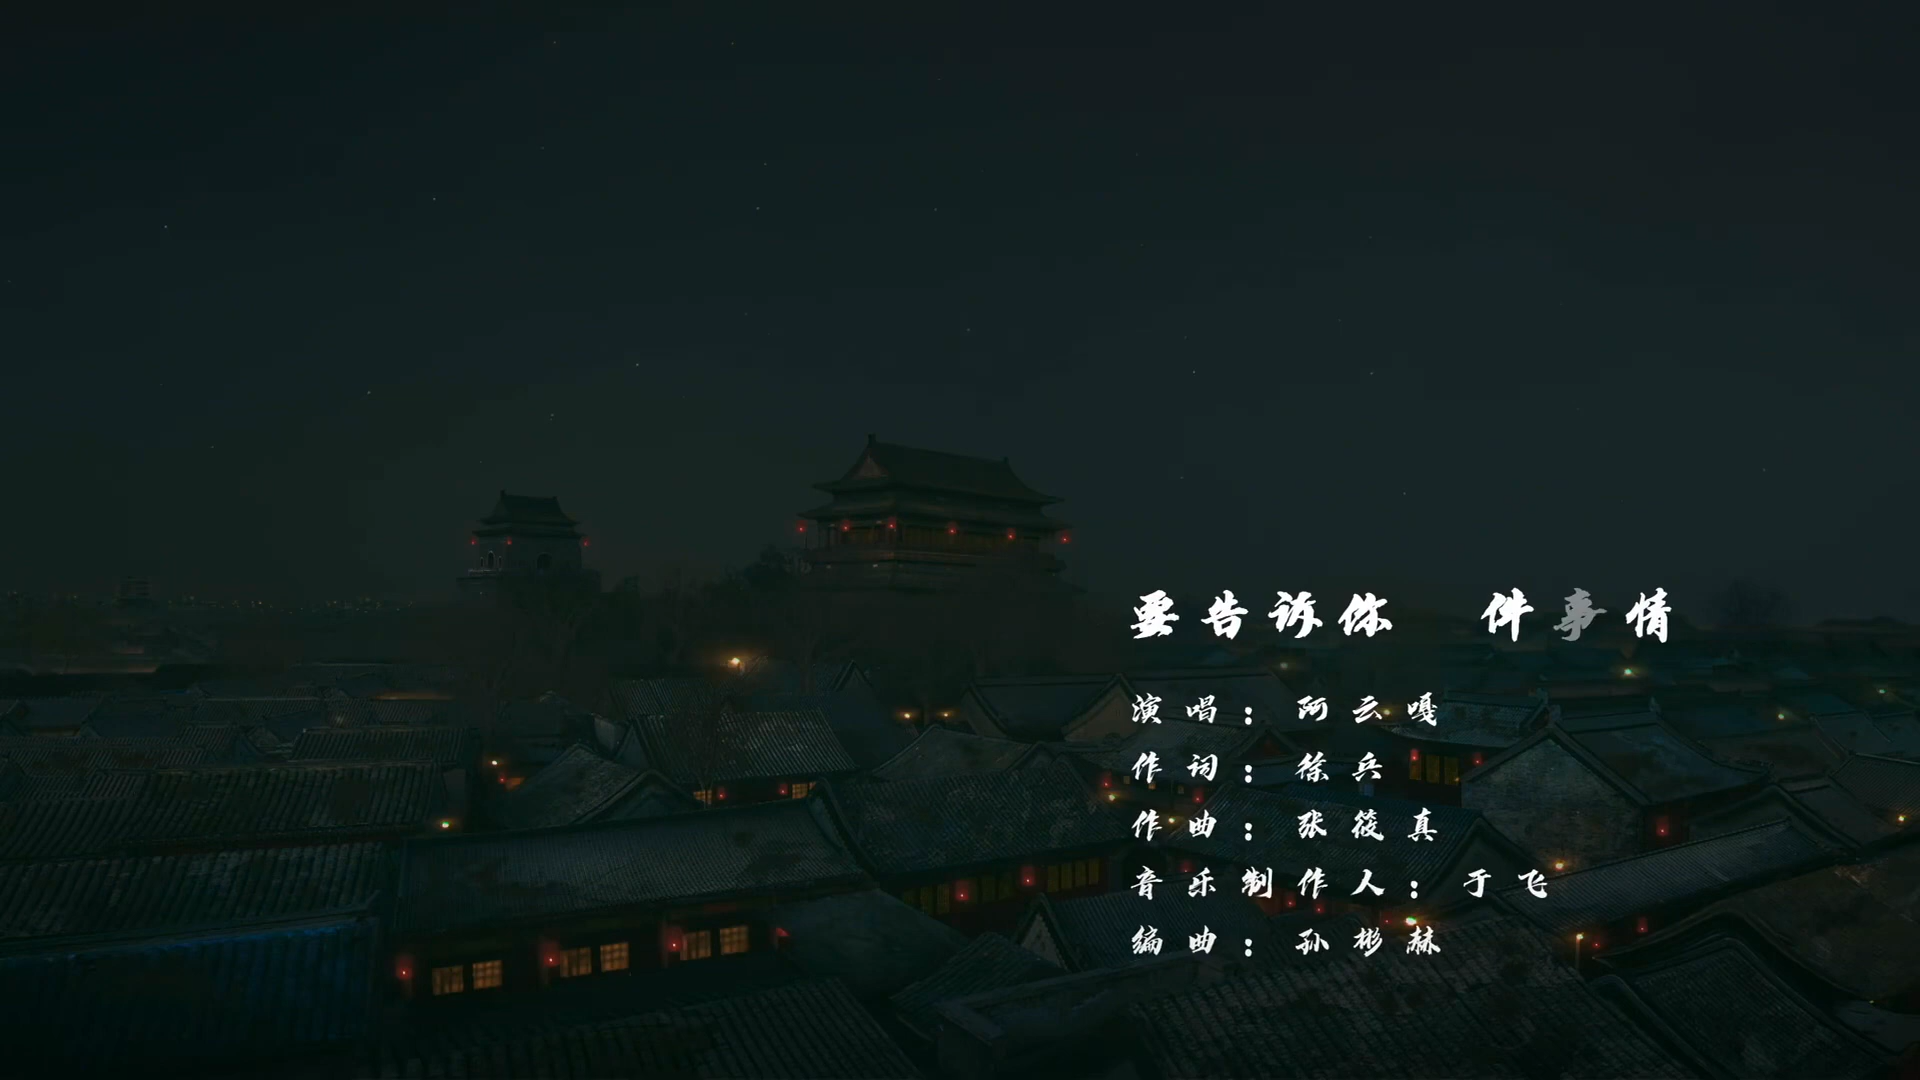 要告诉你 件事情
演唱：阿云嘎
作词：徐兵
作曲：张筱真
音乐制作人：于飞
编曲：孙彬赫